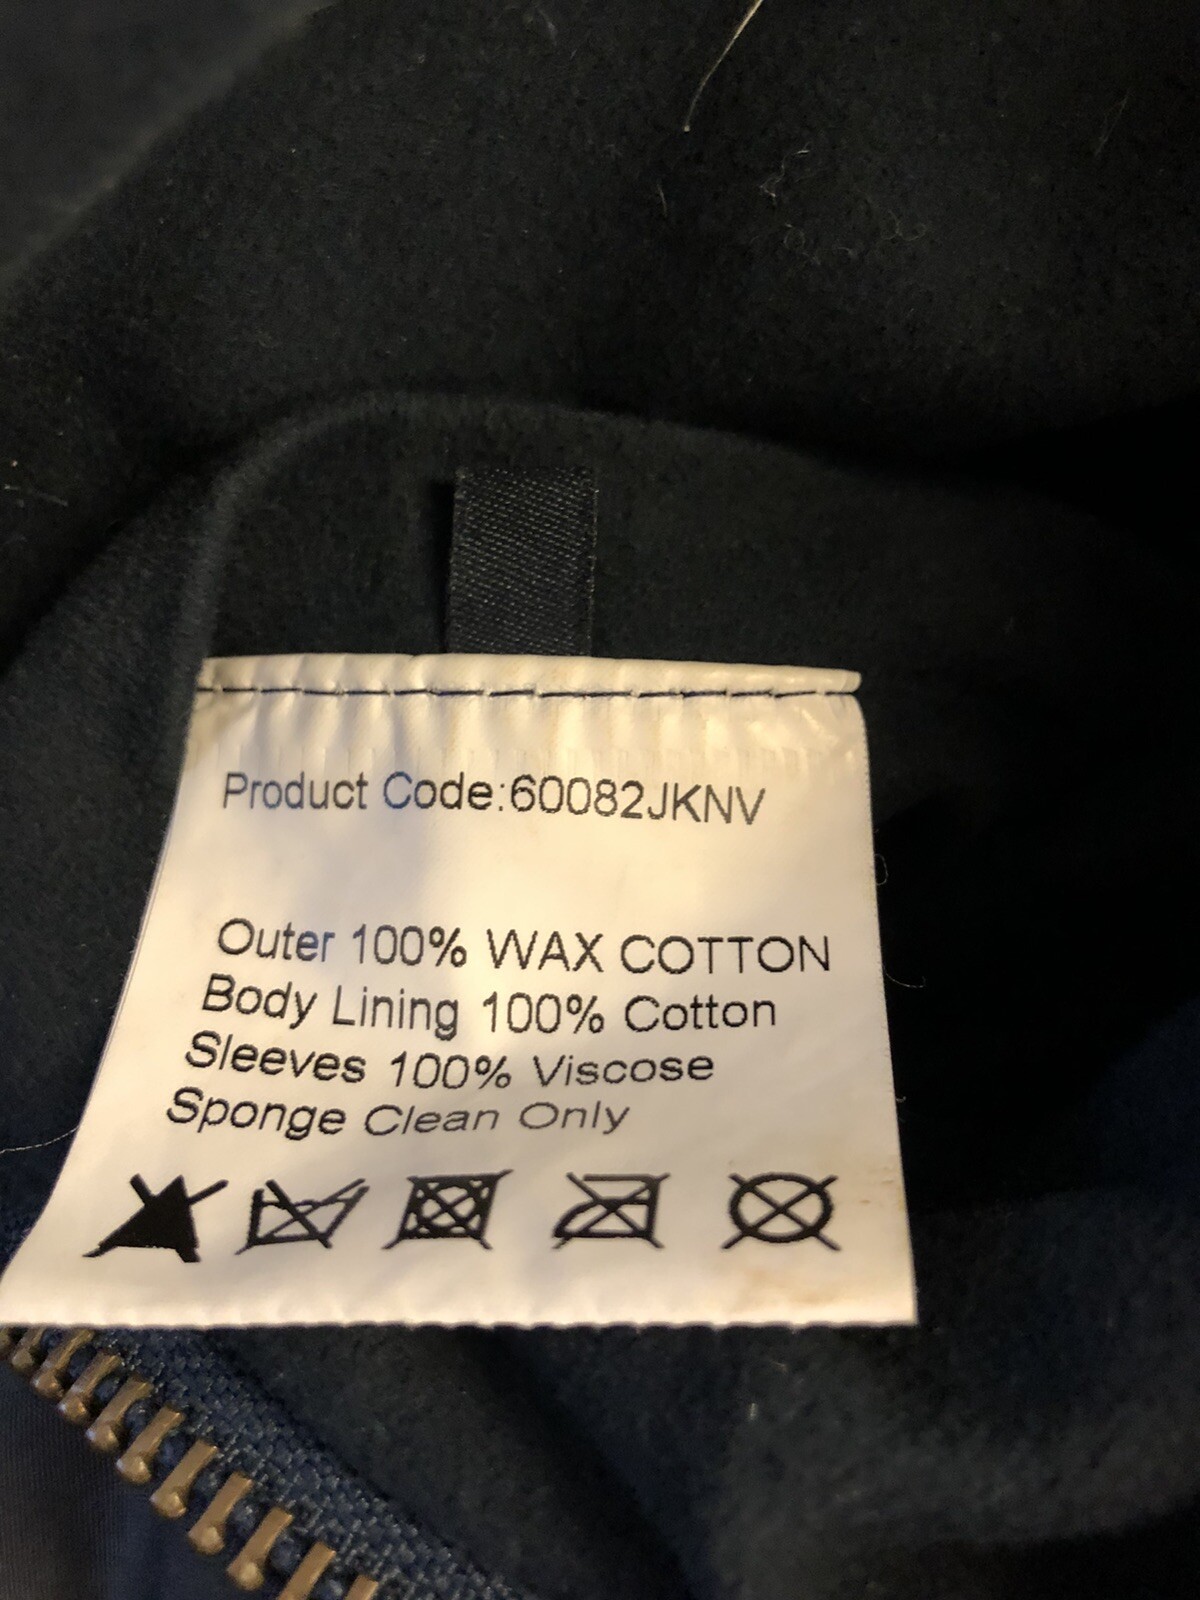 Product Code:60082JKNV
Outer 100% WAX COTTON
Body Lining 100% Cotton
Sleeves 100% Viscose
Sponge Clean Only